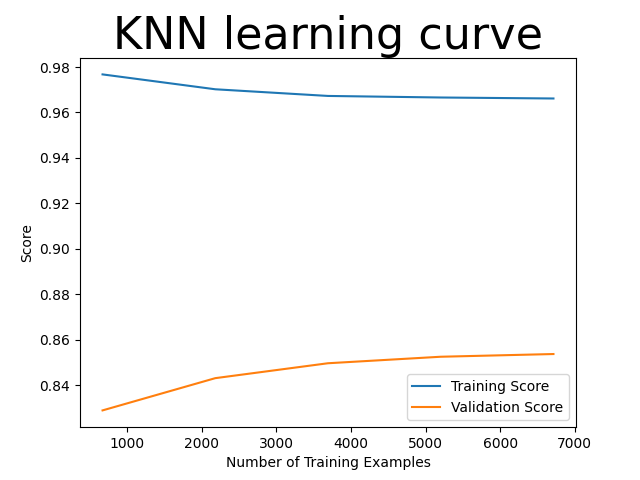 KNN learning curve
0.98
0.96
0.94
0.92
0.90
0.88
0.86
0.84
Score
Training Score
Validation Score
1000 2000 3000 4000 5000 6000 7000
Number of Training Examples